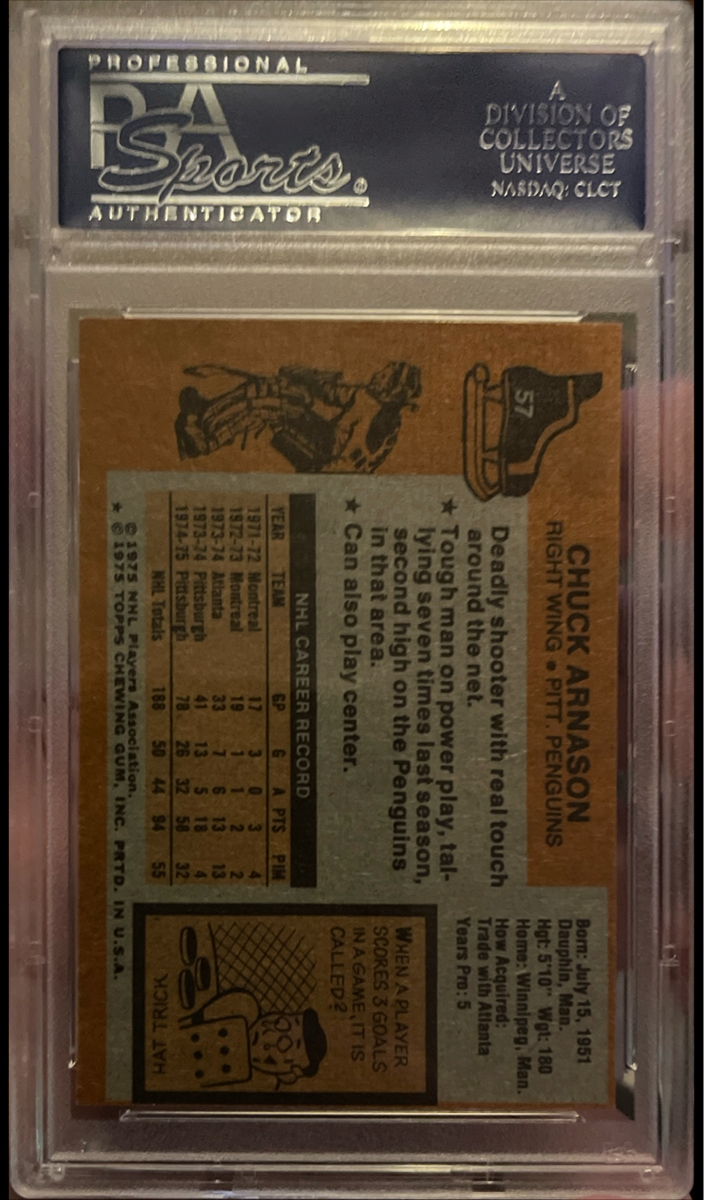 PROFESSIONAL
PSA
Sports®
AUTHENTICATOR
A
DIVISION OF
COLLECTORS
UNIVERSE
NASDAQ: CLCT
57
CHUCK ARNASON
RIGHT WING • PITT. PENGUINS
Deadly shooter with real touch
around the net.
★ Tough man on power play, tal-
lying seven times last season,
second high on the Penguins
in that area.
★ Can also play center.
NHL CAREER RECORD
YEAR TEAM GP G A PTS PIM
1971-72 Montreal 17 3 0 3 4
1972-73 Montreal 19 1 1 2 2
1973-74 Atlanta 33 7 6 13 13
1973-74 Pittsburgh 41 13 5 18 4
1974-75 Pittsburgh 78 26 32 58 32
NHL Totals 188 50 44 94 55
© 1975 NHL Players Association.
★ © 1975 TOPPS CHEWING GUM, INC. PRTD. IN U.S.A.
Born: July 15, 1951
Dauphin, Man.
Hgt: 5'10" Wgt: 180
Home: Winnipeg, Man.
How Acquired:
Trade with Atlanta
Years Pro: 5
WHEN A PLAYER
SCORES 3 GOALS
IN A GAME, IT IS
CALLED?
HAT TRICK